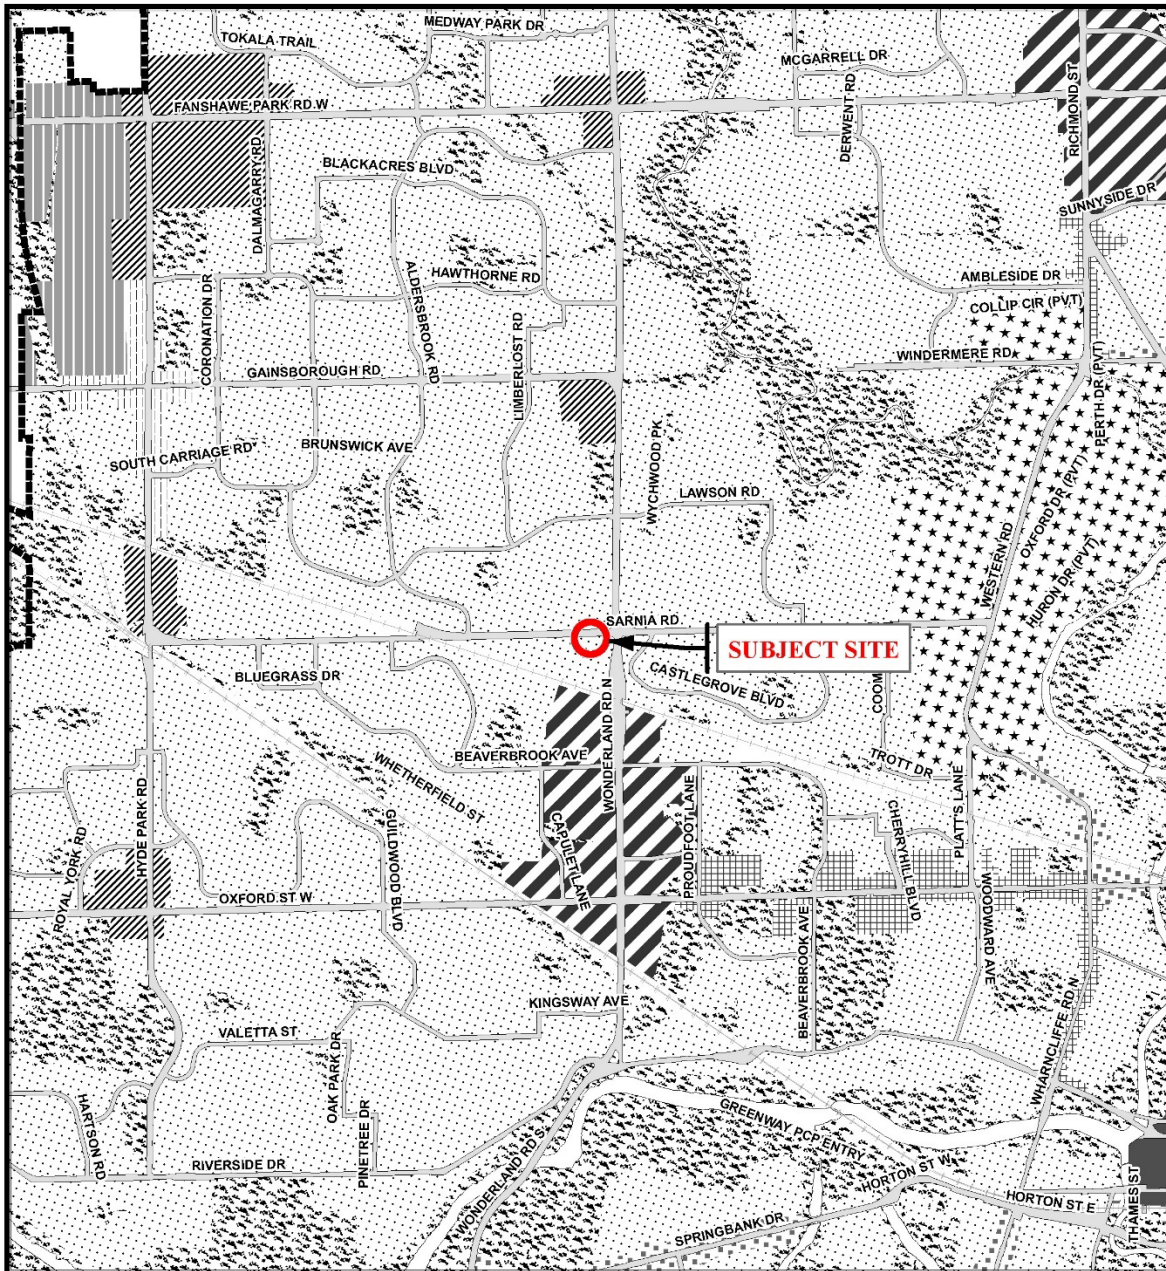 MEDWAY PARK DR
TOKALA TRAIL
MCGARRELL DR
FANSHAWE PARK RD W
RICHMOND ST
DERWENT RD
DALMAGARRY RD
BLACKACRES BLVD
SUNNYSIDE DR
HAWTHORNE RD
AMBLESIDE DR
CORONATION DR
ALDERSBROOK RD
COLLIP CIR (PVT)
LIMBERLOST RD
WINDERMERE RD
GAINSBOROUGH RD
PERTH DR (PVT)
BRUNSWICK AVE
SOUTH CARRIAGE RD
WYCHWOOD PK
LAWSON RD
OXFORD DR (PVT)
WESTERN RD
HURON DR (PVT)
SARNIA RD
SUBJECT SITE
BLUEGRASS DR
CASTLEGROVE BLVD
COOM
WONDERLAND RD N
BEAVERBROOK AVE
WHETHERFIELD ST
TROTT DR
HYDE PARK RD
PROUDFOOT LANE
PLATT'S LANE
ROYAL YORK RD
GUILDWOOD BLVD
CAPULET LANE
CHERRYHILL BLVD
OXFORD ST W
WOODWARD AVE
BEAVERBROOK AVE
KINGSWAY AVE
VALETTA ST
OAK PARK DR
WHARNCLIFFE RD N
HARTSON RD
PINETREE DR
GREENWAY PCP ENTRY
RIVERSIDE DR
WONDERLAND RD S
HORTON ST W
HORTON ST E
THAMES ST
SPRINGBANK DR